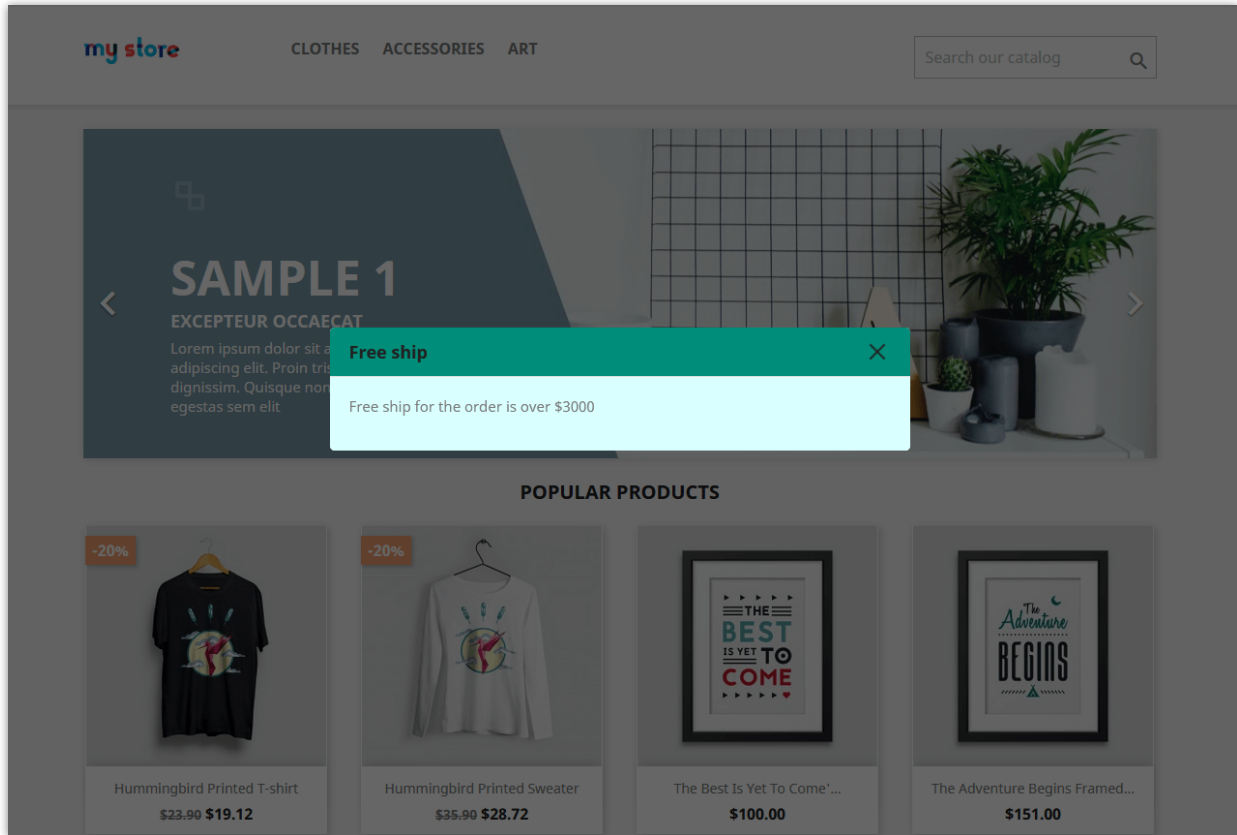 my store
CLOTHES ACCESSORIES ART
Search our catalog
SAMPLE 1
EXCEPTEUR OCCAECAT
Lorem ipsum dolor sit
adipiscing elit. Proin
dignissim. Quisque non
egestas sem elit
Free ship
Free ship for the order is over $3000
POPULAR PRODUCTS
-20%
-20%
THE
BEST
IS YET TO
COME
The
Adventure
BEGINS
Hummingbird Printed T-shirt
$23.90 $19.12
Hummingbird Printed Sweater
$35.90 $28.72
The Best Is Yet To Come'...
$100.00
The Adventure Begins Framed...
$151.00